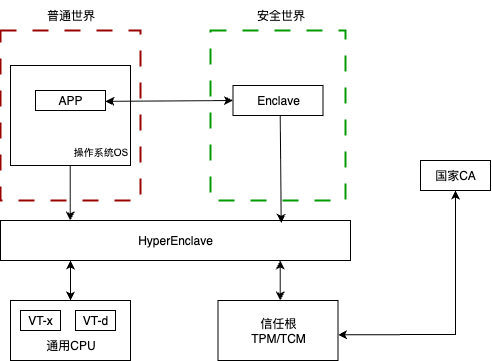 普通世界
安全世界
APP
Enclave
操作系统OS
国家CA
HyperEnclave
VT-x
VT-d
通用CPU
信任根
TPM/TCM